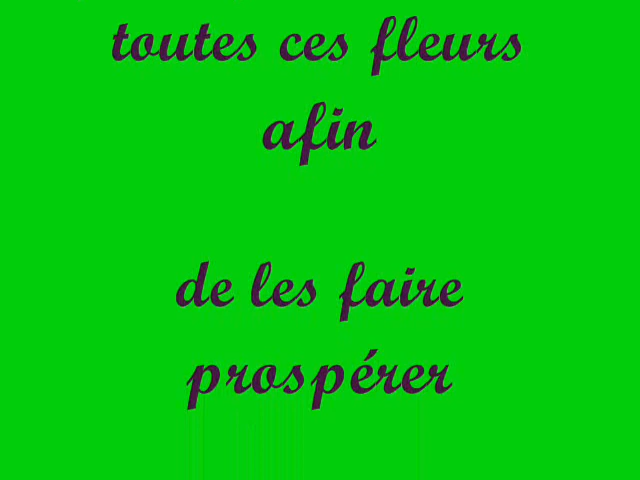 toutes ces fleurs
afin
de les faire
prospérer